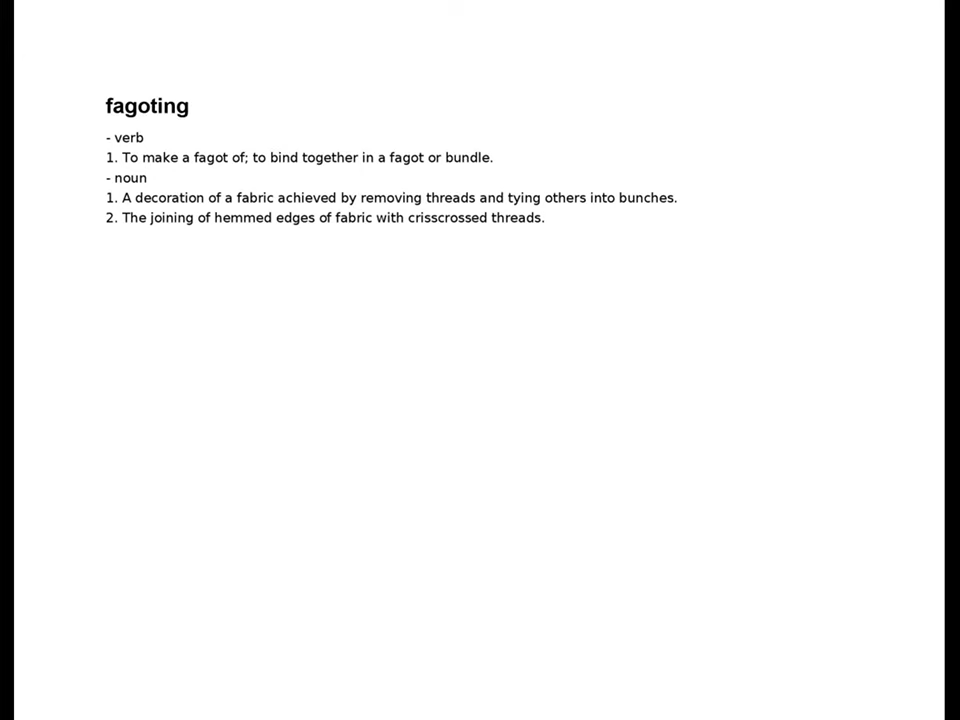 fagoting
- verb
1. To make a fagot of; to bind together in a fagot or bundle.
- noun
1. A decoration of a fabric achieved by removing threads and tying others into bunches.
2. The joining of hemmed edges of fabric with crisscrossed threads.